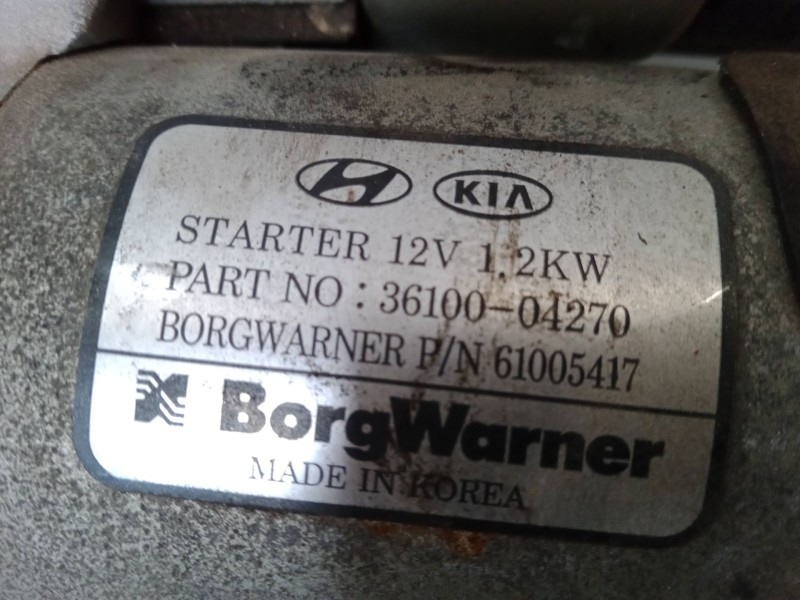 KIA
STARTER 12V 1.2KW
PART NO : 36100-04270
BORGWARNER P/N 61005417
BorgWarner
MADE IN KOREA